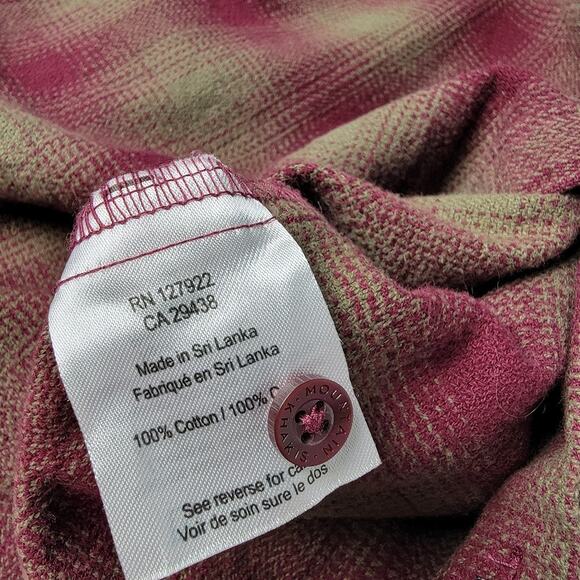 RN 127922
CA 29438
Made in Sri Lanka
Fabriqué en Sri Lanka
100% Cotton / 100%
See reverse for
Voir de soin sure le dos
MOUNTAIN
KHAKIS